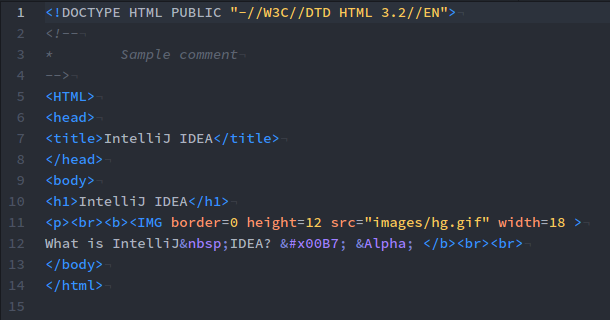 1 <!DOCTYPE HTML PUBLIC "-//W3C//DTD HTML 3.2//EN">¬
2 <!--¬
3 *        Sample comment¬
4 -->¬
5 <HTML>¬
6 <head>¬
7 <title>IntelliJ IDEA</title>¬
8 </head>¬
9 <body>¬
10 <h1>IntelliJ IDEA</h1>¬
11 <p><br><b><IMG border=0 height=12 src="images/hg.gif" width=18 >¬
12 What is IntelliJ&nbsp;IDEA? &#x00B7; &Alpha; </b><br><br>¬
13 </body>¬
14 </html>¬
15